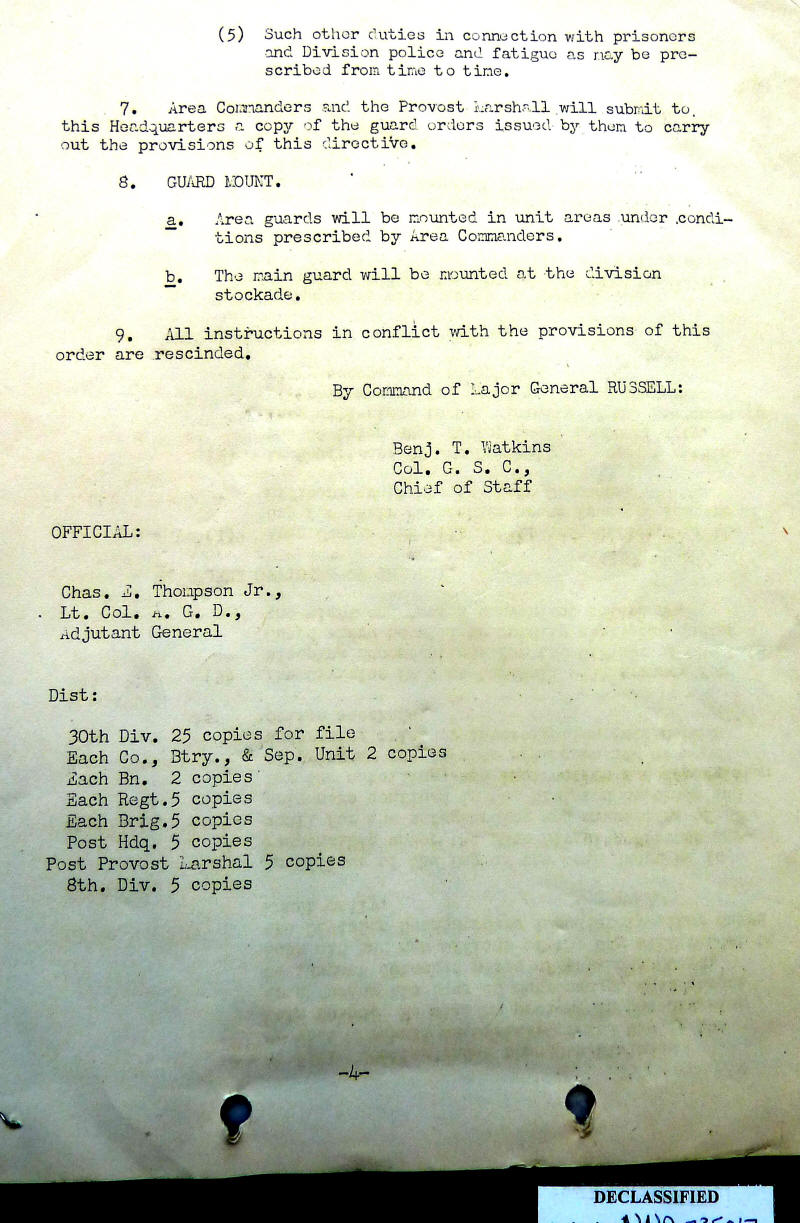 (5) Such other duties in connection with prisoners
and Division police and fatigue as may be pre-
scribed from time to time.
7. Area Commanders and the Provost Marshall will submit to
this Headquarters a copy of the guard orders issued by them to carry
out the provisions of this directive.
8. GUARD MOUNT.
a. Area guards will be mounted in unit areas under condi-
tions prescribed by Area Commanders.
b. The main guard will be mounted at the division
stockade.
9. All instructions in conflict with the provisions of this
order are rescinded.
By Command of Major General RUSSELL:
Benj. T. Watkins
Col. G. S. C.,
Chief of Staff
OFFICIAL:
Chas. E. Thompson Jr.,
Lt. Col. A. G. D.,
Adjutant General
Dist:
30th Div. 25 copies for file
Each Co., Btry., & Sep. Unit 2 copies
Each Bn. 2 copies
Each Regt.5 copies
Each Brig.5 copies
Post Hdq. 5 copies
Post Provost Marshal 5 copies
8th. Div. 5 copies
-4-
DECLASSIFIED